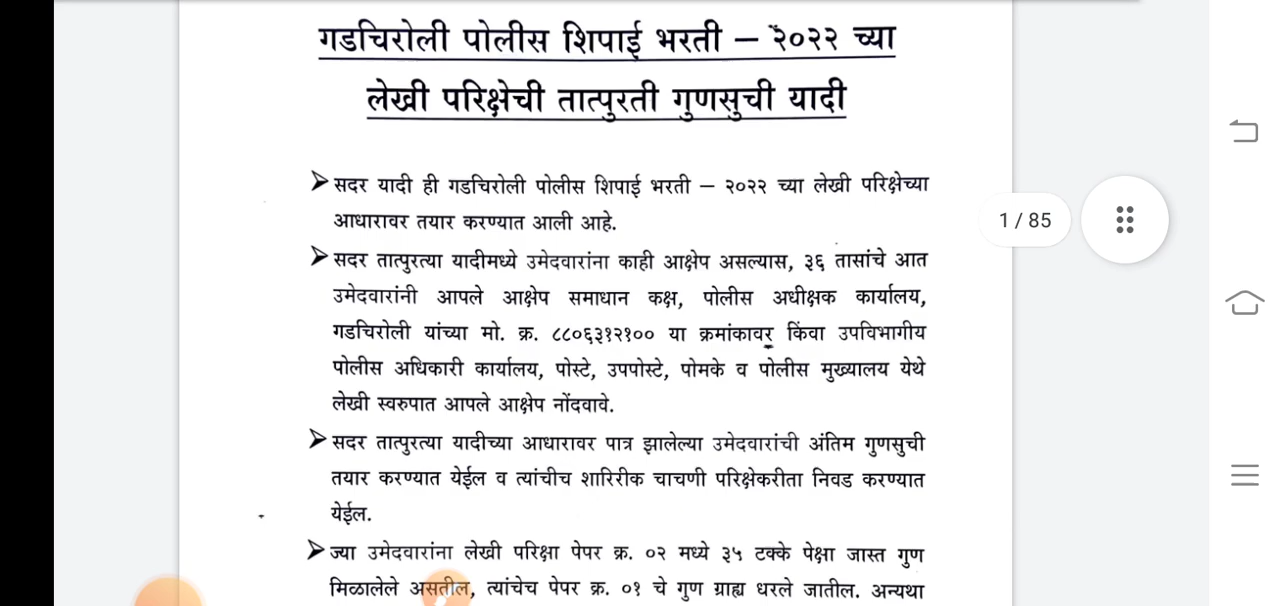 गडचिरोली पोलीस शिपाई भरती – २०२२ च्या
लेखी परिक्षेची तात्पुरती गुणसुची यादी
➢ सदर यादी ही गडचिरोली पोलीस शिपाई भरती – २०२२ च्या लेखी परिक्षेच्या
आधारावर तयार करण्यात आली आहे.
➢ सदर तात्पुरत्या यादीमध्ये उमेदवारांना काही आक्षेप असल्यास, ३६ तासांचे आत
उमेदवारांनी आपले आक्षेप समाधान कक्ष, पोलीस अधीक्षक कार्यालय,
गडचिरोली यांच्या मो. क्र. ८८०६३१२१०० या क्रमांकावर किंवा उपविभागीय
पोलीस अधिकारी कार्यालय, पोस्टे, उपपोस्टे, पोमके व पोलीस मुख्यालय येथे
लेखी स्वरुपात आपले आक्षेप नोंदवावे.
➢ सदर तात्पुरत्या यादीच्या आधारावर पात्र झालेल्या उमेदवारांची अंतिम गुणसुची
तयार करण्यात येईल व त्यांचीच शारिरीक चाचणी परिक्षेकरीता निवड करण्यात
येईल.
➢ ज्या उमेदवारांना लेखी परिक्षा पेपर क्र. ०२ मध्ये ३५ टक्के पेक्षा जास्त गुण
मिळालेले असतील, त्यांचेच पेपर क्र. ०१ चे गुण ग्राह्य धरले जातील. अन्यथा
1 / 85